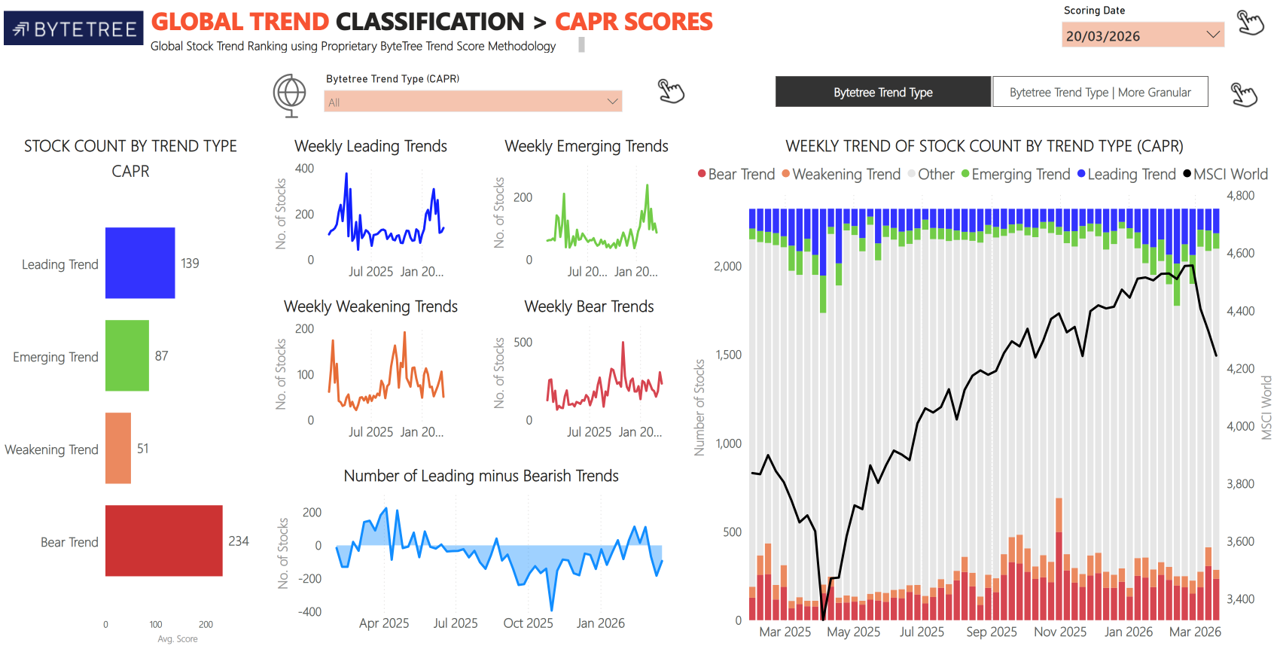 BYTETREE
GLOBAL TREND CLASSIFICATION > CAPR SCORES
Global Stock Trend Ranking using Proprietary ByteTree Trend Score Methodology
Scoring Date
20/03/2026
Bytetree Trend Type (CAPR)
All
Bytetree Trend Type
Bytetree Trend Type | More Granular
STOCK COUNT BY TREND TYPE
CAPR
Leading Trend
139
Emerging Trend
87
Weakening Trend
51
Bear Trend
234
0 100 200
Avg. Score
Weekly Leading Trends
No. of Stocks
400
200
0
Jul 2025 Jan 20...
Weekly Emerging Trends
No. of Stocks
200
0
Jul 20... Jan 20...
Weekly Weakening Trends
No. of Stocks
200
100
0
Jul 2025 Jan 20...
Weekly Bear Trends
No. of Stocks
500
0
Jul 2025 Jan 20...
Number of Leading minus Bearish Trends
No. of Stocks
200
0
-200
-400
Apr 2025 Jul 2025 Oct 2025 Jan 2026
WEEKLY TREND OF STOCK COUNT BY TREND TYPE (CAPR)
Bear Trend Weakening Trend Other Emerging Trend Leading Trend MSCI World
Number of Stocks
2,000
1,500
1,000
500
0
4,800
4,600
4,400
4,200
4,000
3,800
3,600
3,400
MSCI World
Mar 2025 May 2025 Jul 2025 Sep 2025 Nov 2025 Jan 2026 Mar 2026